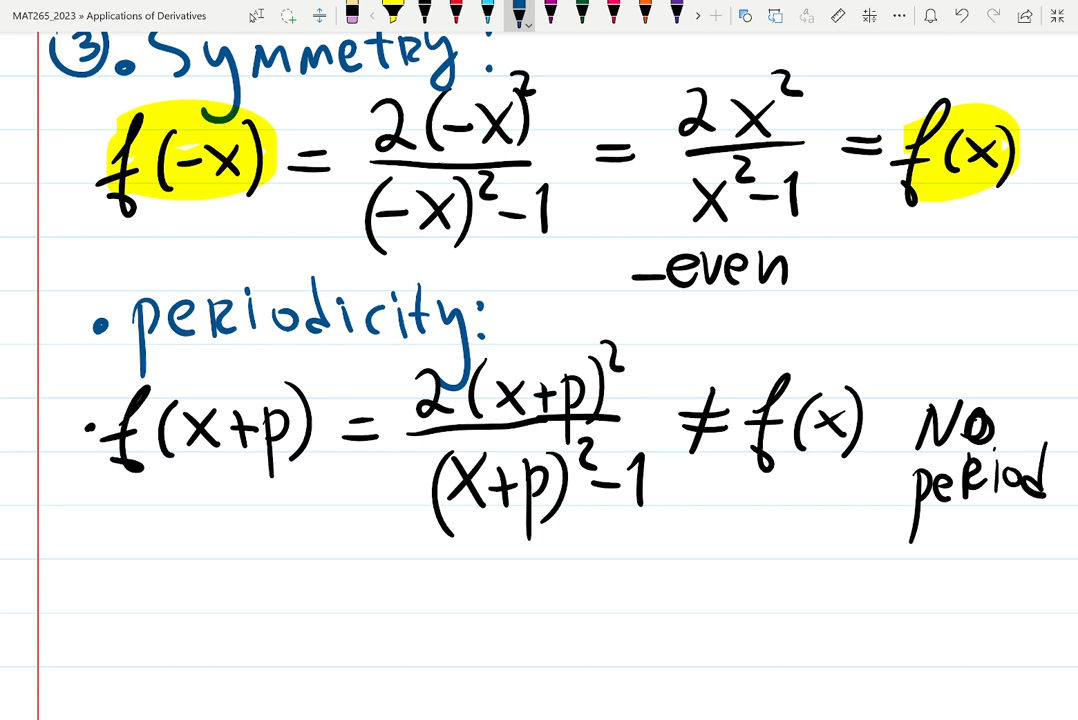 MAT265_2023 » Applications of Derivatives
③. Symmetry:
f(-x) = 2(-x)² / (-x)²-1 = 2x² / x²-1 = f(x)
-even
• periodicity:
• f(x+p) = 2(x+p)² / (x+p)²-1 ≠ f(x) No
period